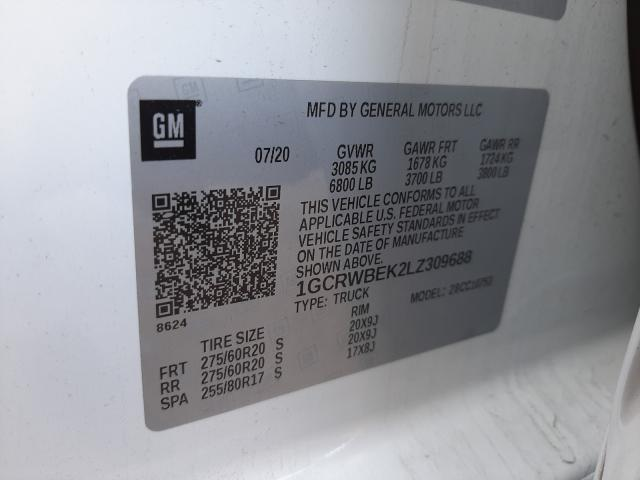 GM
MFD BY GENERAL MOTORS LLC
07/20 GVWR GAWR FRT GAWR RR
3085 KG 1678 KG 1724 KG
6800 LB 3700 LB 3800 LB
THIS VEHICLE CONFORMS TO ALL
APPLICABLE U.S. FEDERAL MOTOR
VEHICLE SAFETY STANDARDS IN EFFECT
ON THE DATE OF MANUFACTURE
SHOWN ABOVE.
1GCRWBEK2LZ309688
TYPE: TRUCK MODEL:
8624
TIRE SIZE RIM
FRT 275/60R20 S 20X9J
RR 275/60R20 S 20X9J
SPA 255/80R17 S 17X8J